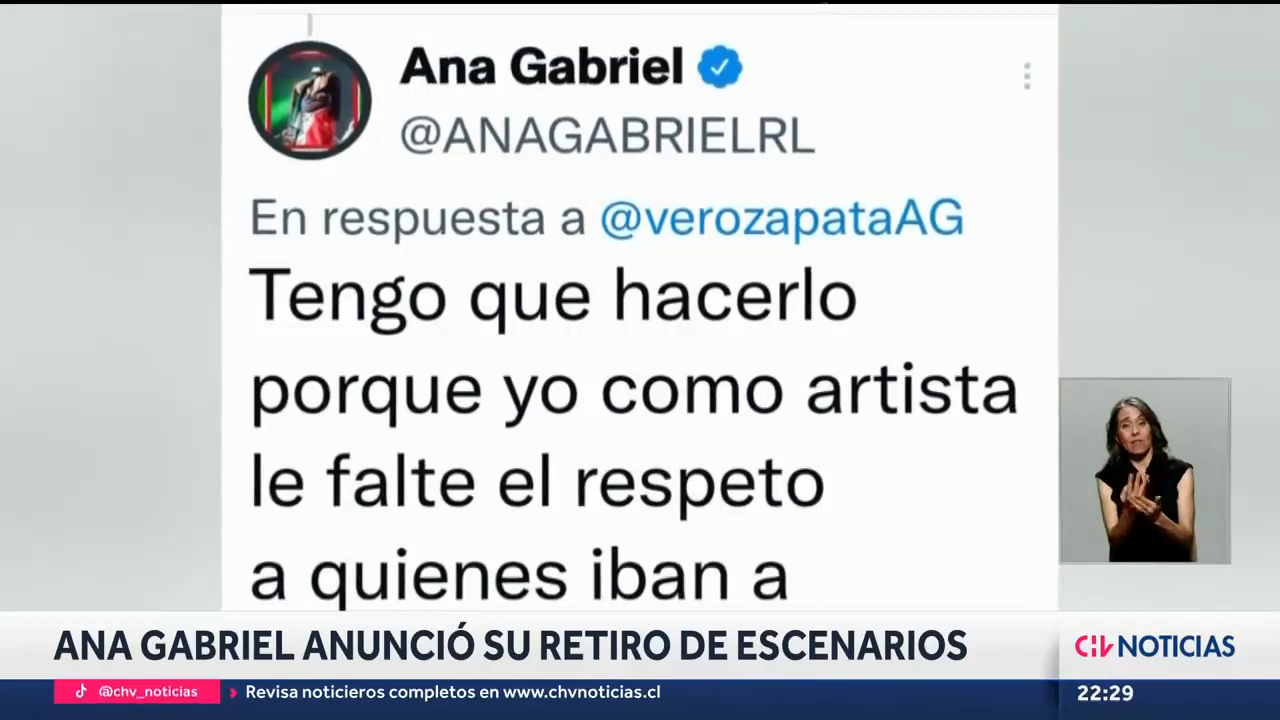 Ana Gabriel
@ANAGABRIELRL
En respuesta a @verozapataAG
Tengo que hacerlo
porque yo como artista
le falte el respeto
a quienes iban a
ANA GABRIEL ANUNCIÓ SU RETIRO DE ESCENARIOS
CHV NOTICIAS
@chv_noticias
Revisa noticieros completos en www.chvnoticias.cl
22:29